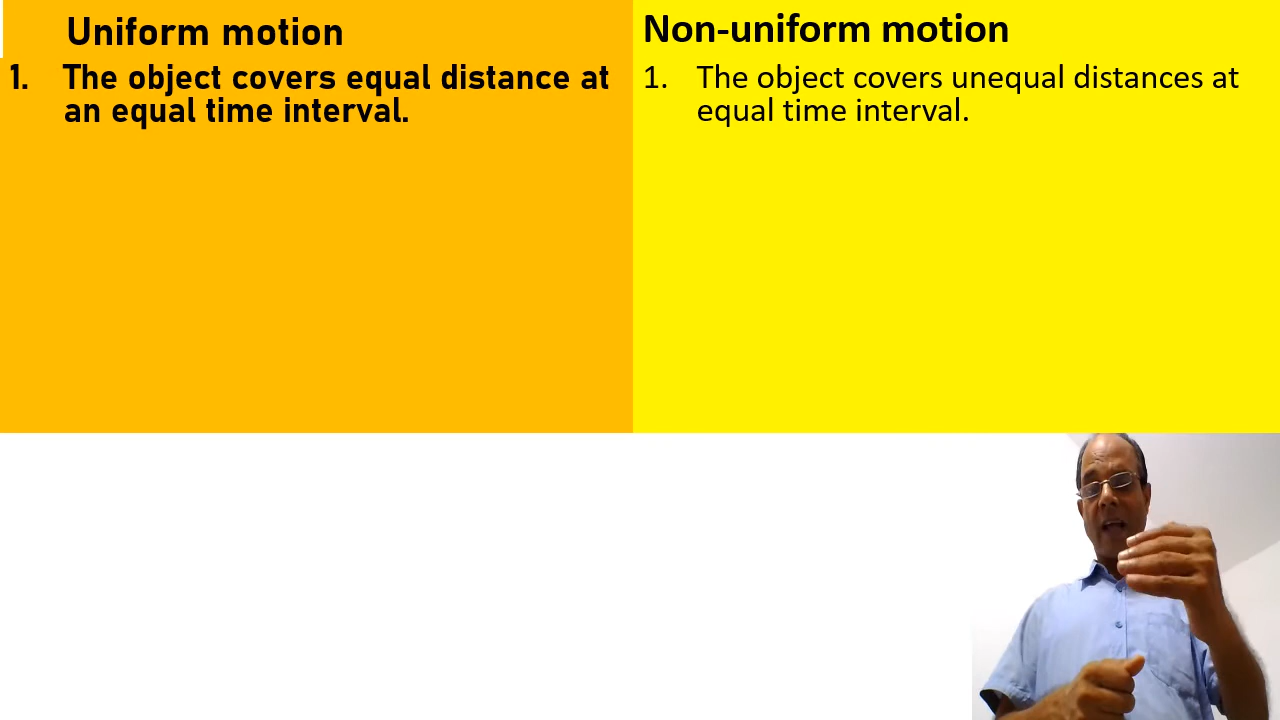 Uniform motion
1. The object covers equal distance at
an equal time interval.
Non-uniform motion
1. The object covers unequal distances at
equal time interval.